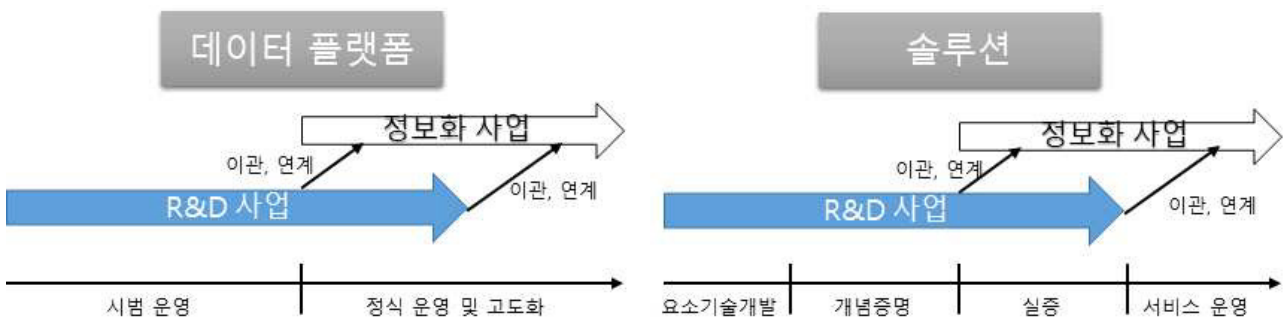 데이터 플랫폼
정보화 사업
이관, 연계
이관, 연계
R&D 사업
시범 운영
정식 운영 및 고도화
솔루션
정보화 사업
이관, 연계
이관, 연계
R&D 사업
요소기술개발
개념증명
실증
서비스 운영